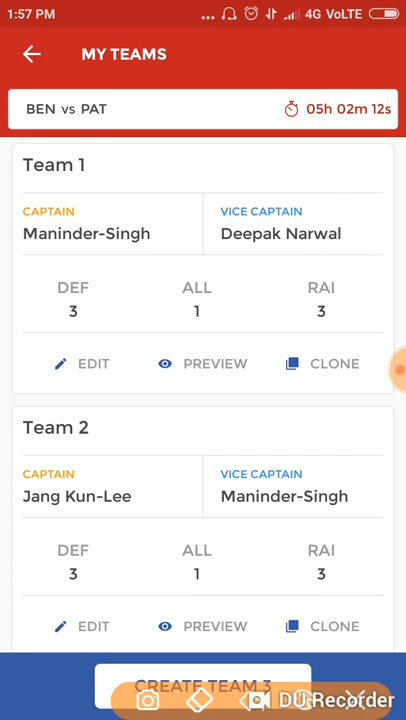 1:57 PM ... 4G VoLTE
MY TEAMS
BEN vs PAT 05h 02m 12s
Team 1
CAPTAIN VICE CAPTAIN
Maninder-Singh Deepak Narwal
DEF ALL RAI
3 1 3
EDIT PREVIEW CLONE
Team 2
CAPTAIN VICE CAPTAIN
Jang Kun-Lee Maninder-Singh
DEF ALL RAI
3 1 3
EDIT PREVIEW CLONE
CREATE TEAM 3
DU Recorder